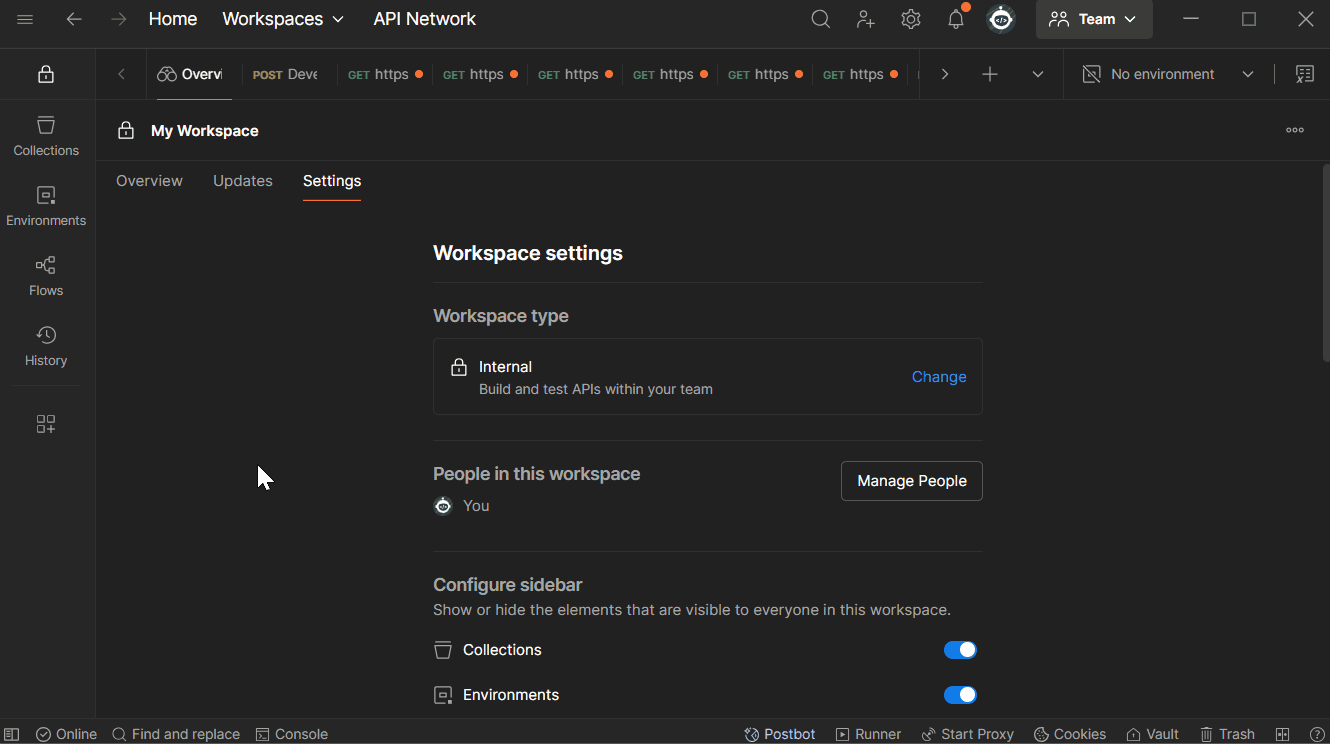 Home Workspaces API Network Team
Overvi POST Deve GET https GET https GET https GET https GET https GET https No environment
My Workspace
Collections
Environments
Flows
History
Overview Updates Settings
Workspace settings
Workspace type
Internal
Build and test APIs within your team
Change
People in this workspace
You
Manage People
Configure sidebar
Show or hide the elements that are visible to everyone in this workspace.
Collections
Environments
Online Find and replace Console Postbot Runner Start Proxy Cookies Vault Trash